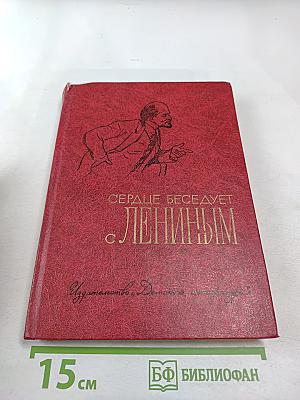 СЕРДЦЕ БЕСЕДУЕТ
С ЛЕНИНЫМ
Издательство „Детская литература"
15 см
БФ БИБЛИОФАН